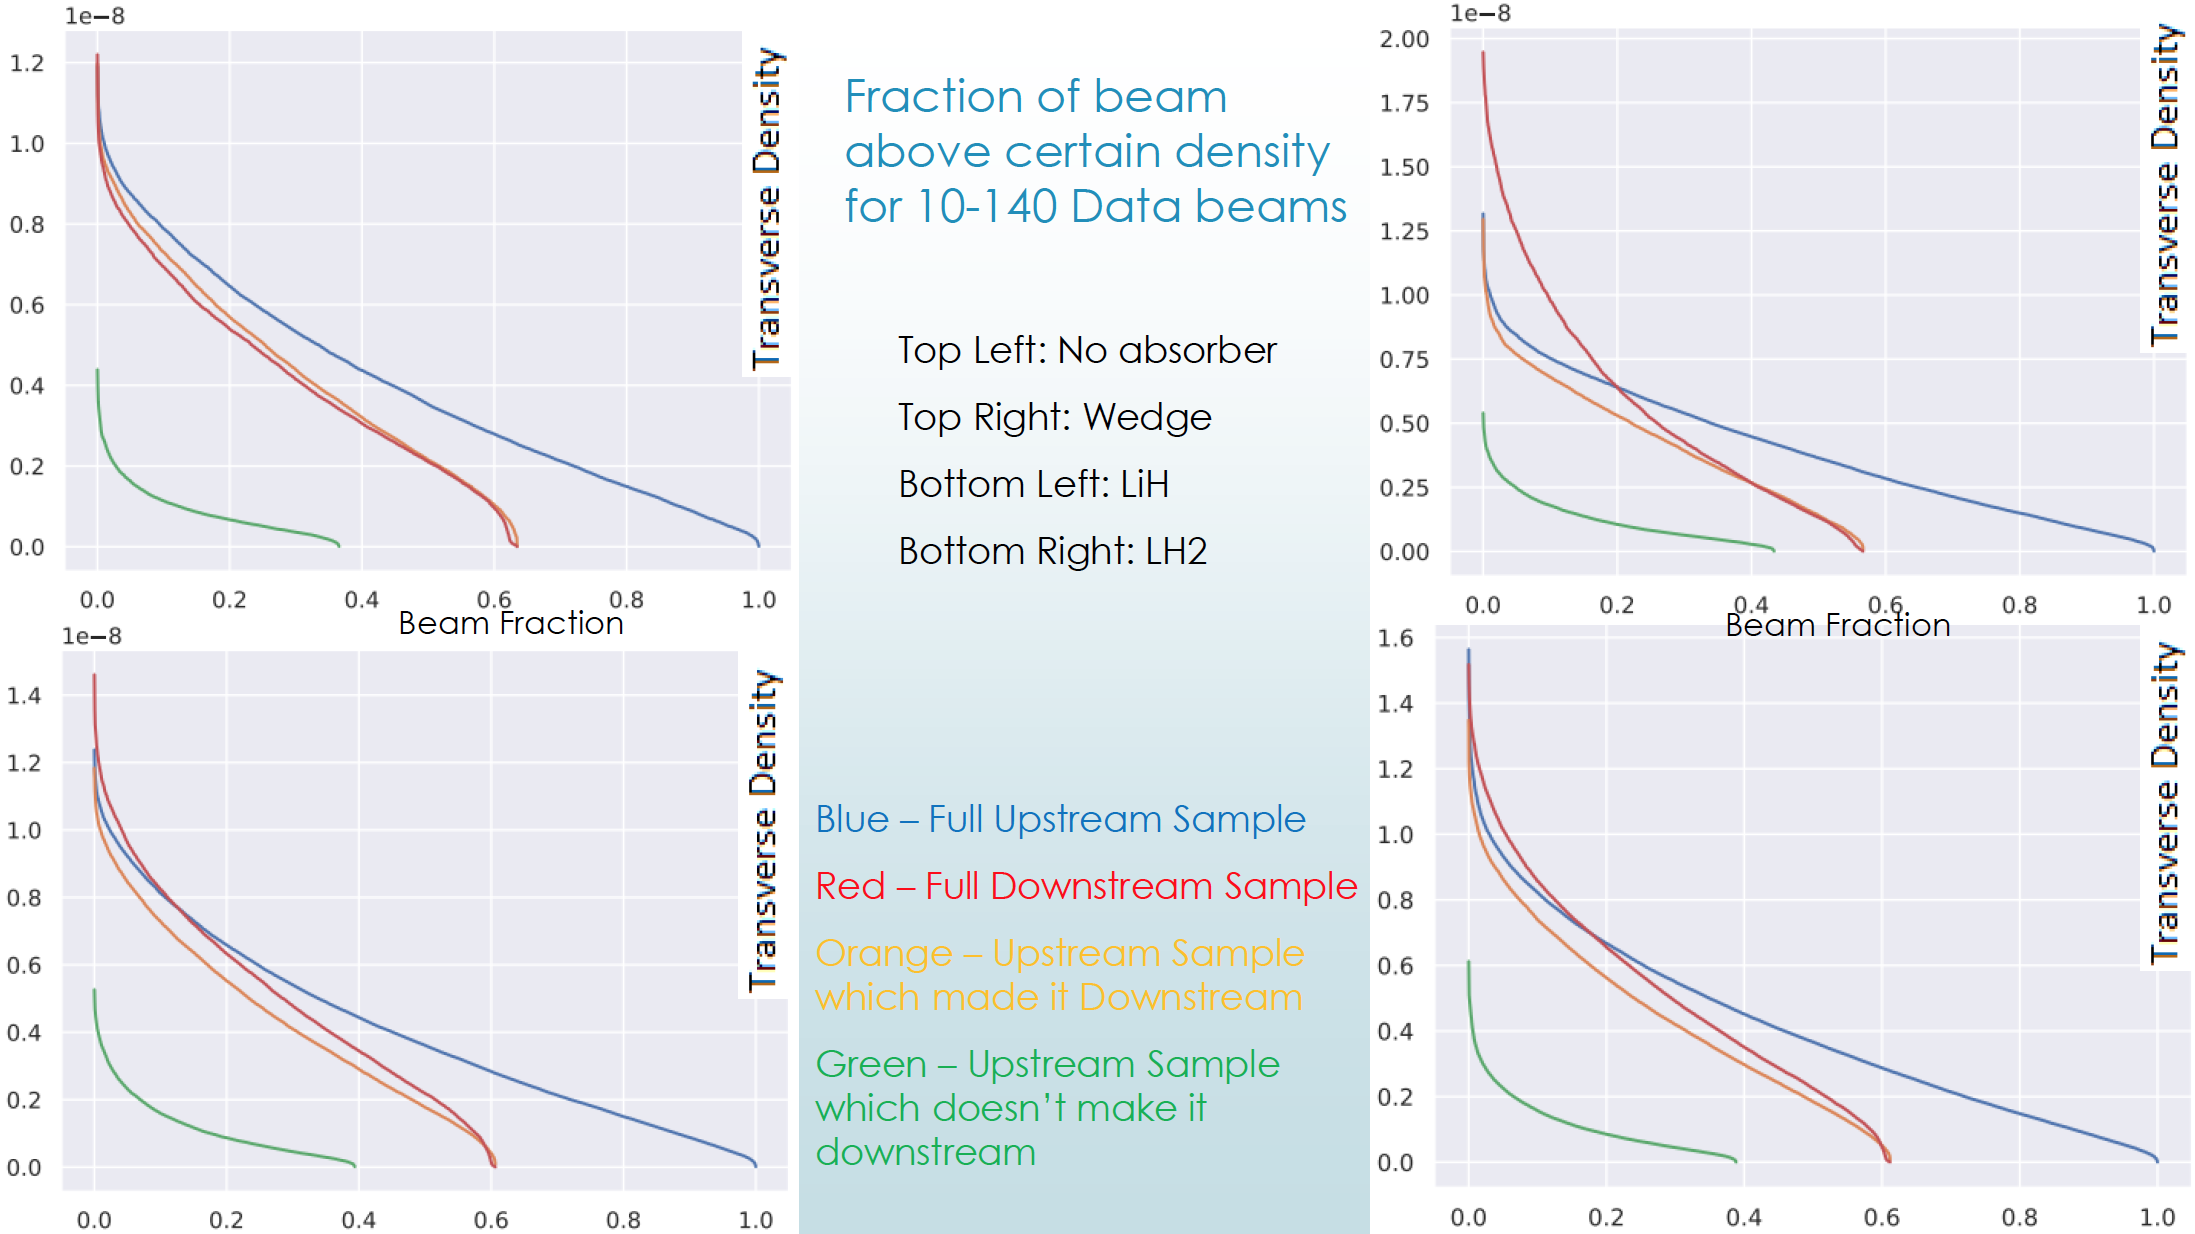 1e−8
1.2
1.0
0.8
0.6
0.4
0.2
0.0
0.0 0.2 0.4 0.6 0.8 1.0
Beam Fraction
Transverse Density
Fraction of beam
above certain density
for 10-140 Data beams
Top Left: No absorber
Top Right: Wedge
Bottom Left: LiH
Bottom Right: LH2
1e−8
2.00
1.75
1.50
1.25
1.00
0.75
0.50
0.25
0.00
0.0 0.2 0.4 0.6 0.8 1.0
Beam Fraction
Transverse Density
1e−8
1.4
1.2
1.0
0.8
0.6
0.4
0.2
0.0
0.0 0.2 0.4 0.6 0.8 1.0
Transverse Density
Blue – Full Upstream Sample
Red – Full Downstream Sample
Orange – Upstream Sample
which made it Downstream
Green – Upstream Sample
which doesn't make it
downstream
1.6
1.4
1.2
1.0
0.8
0.6
0.4
0.2
0.0
0.0 0.2 0.4 0.6 0.8 1.0
Transverse Density